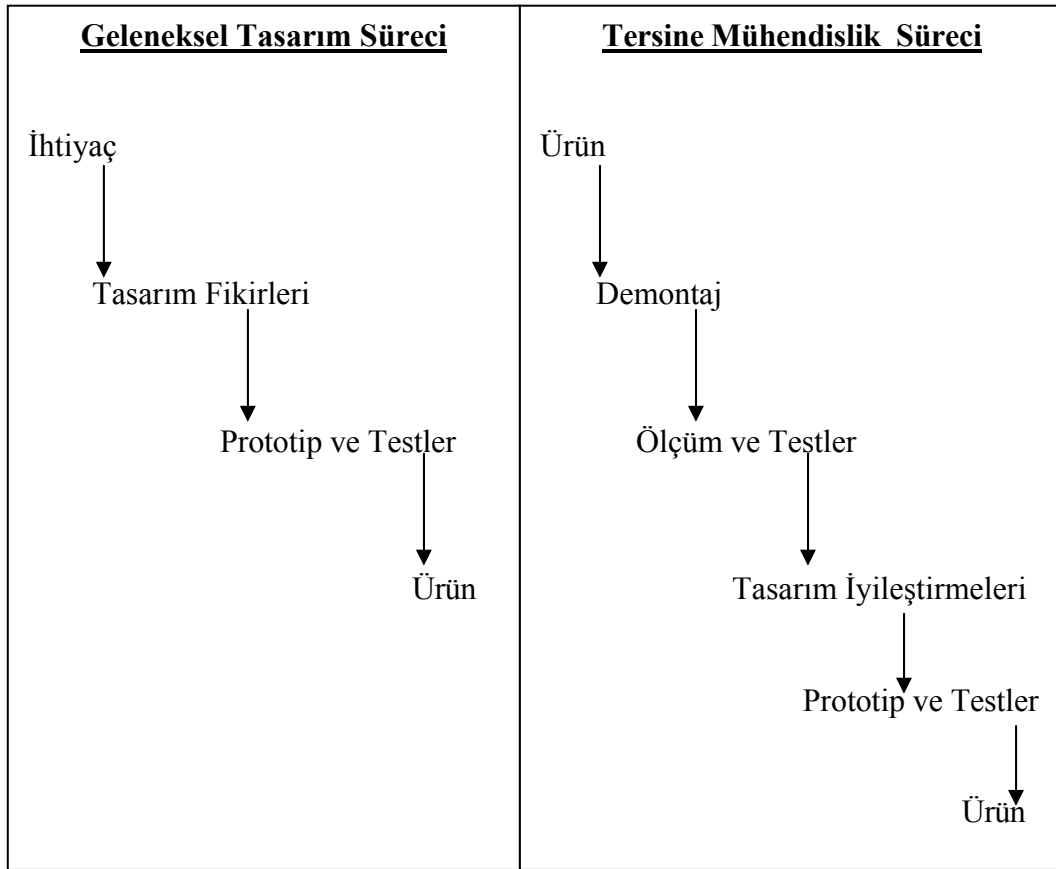 Geleneksel Tasarım Süreci
İhtiyaç
Tasarım Fikirleri
Prototip ve Testler
Ürün
Tersine Mühendislik Süreci
Ürün
Demontaj
Ölçüm ve Testler
Tasarım İyileştirmeleri
Prototip ve Testler
Ürün